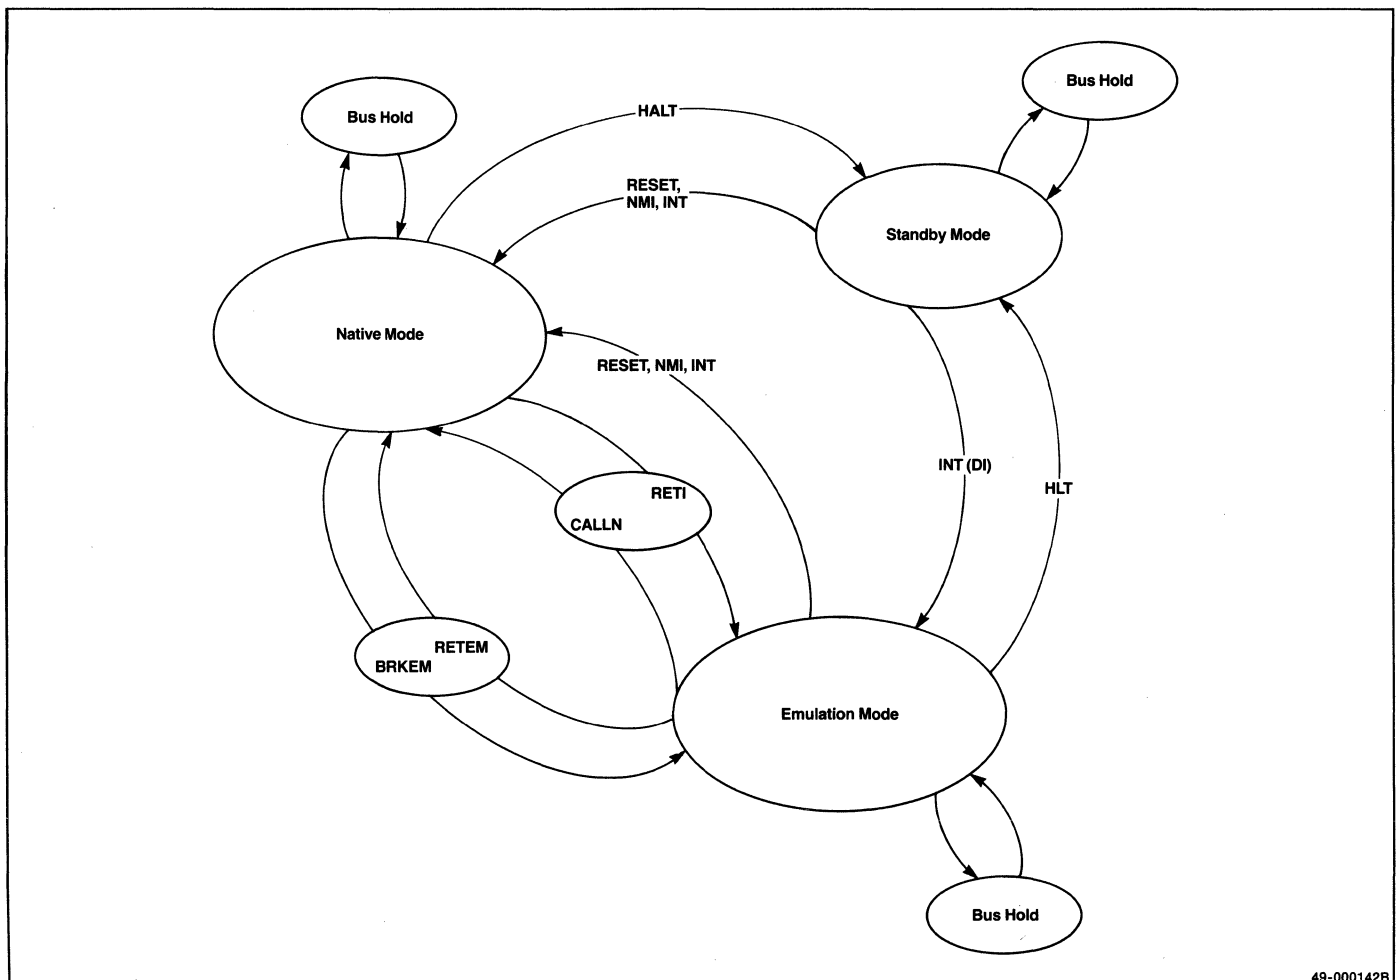 Bus Hold
Bus Hold
HALT
RESET,
NMI, INT
Standby Mode
Native Mode
RESET, NMI, INT
INT (DI)
HLT
RETI
CALLN
RETEM
BRKEM
Emulation Mode
Bus Hold
49-000142B